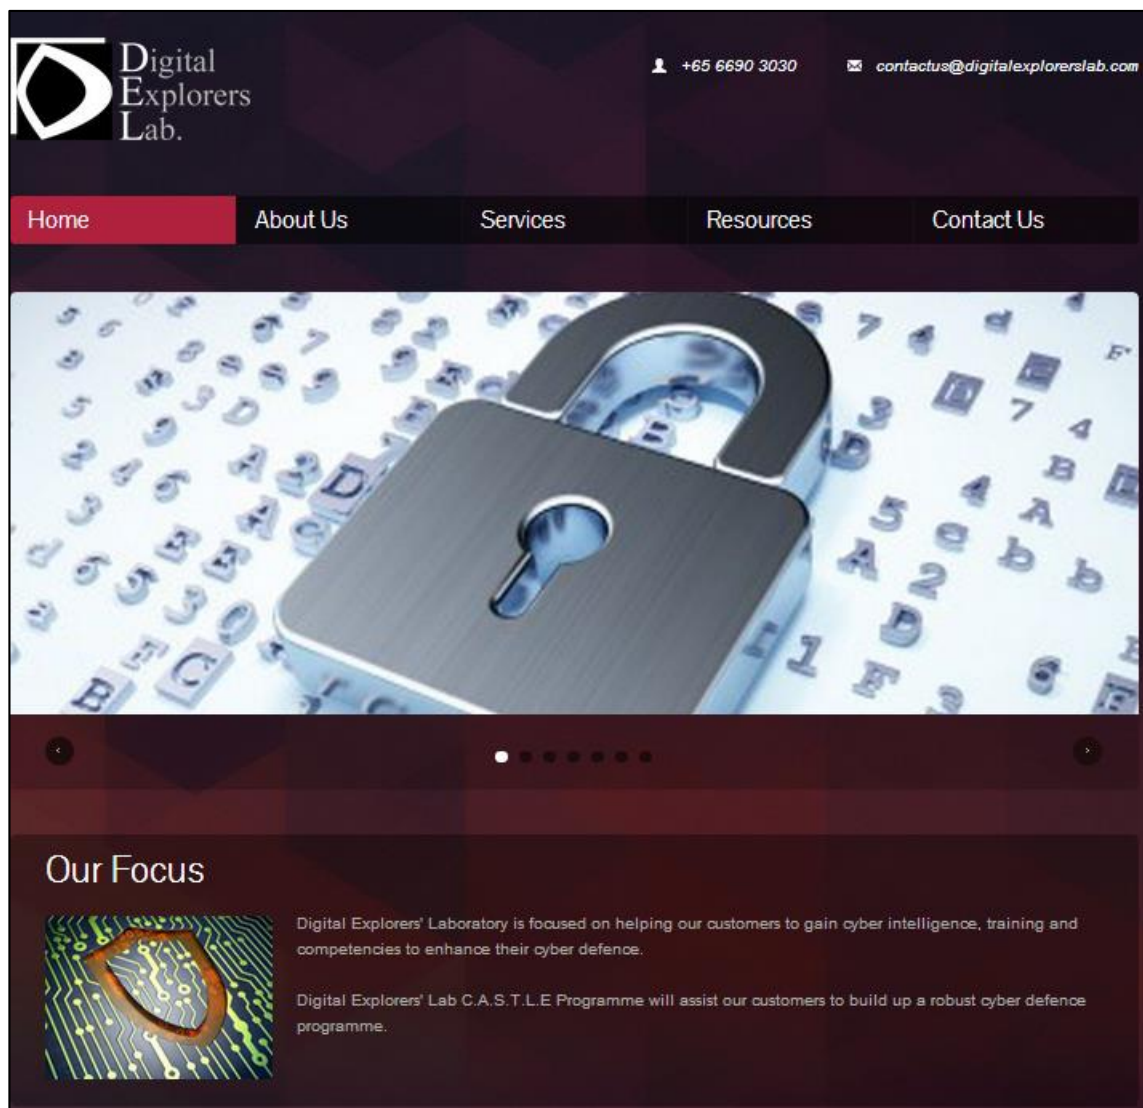 Digital
Explorers
Lab.
+65 6690 3030
contactus@digitalexplorerslab.com
Home
About Us
Services
Resources
Contact Us
Our Focus
Digital Explorers' Laboratory is focused on helping our customers to gain cyber intelligence, training and
competencies to enhance their cyber defence.
Digital Explorers' Lab C.A.S.T.L.E Programme will assist our customers to build up a robust cyber defence
programme.